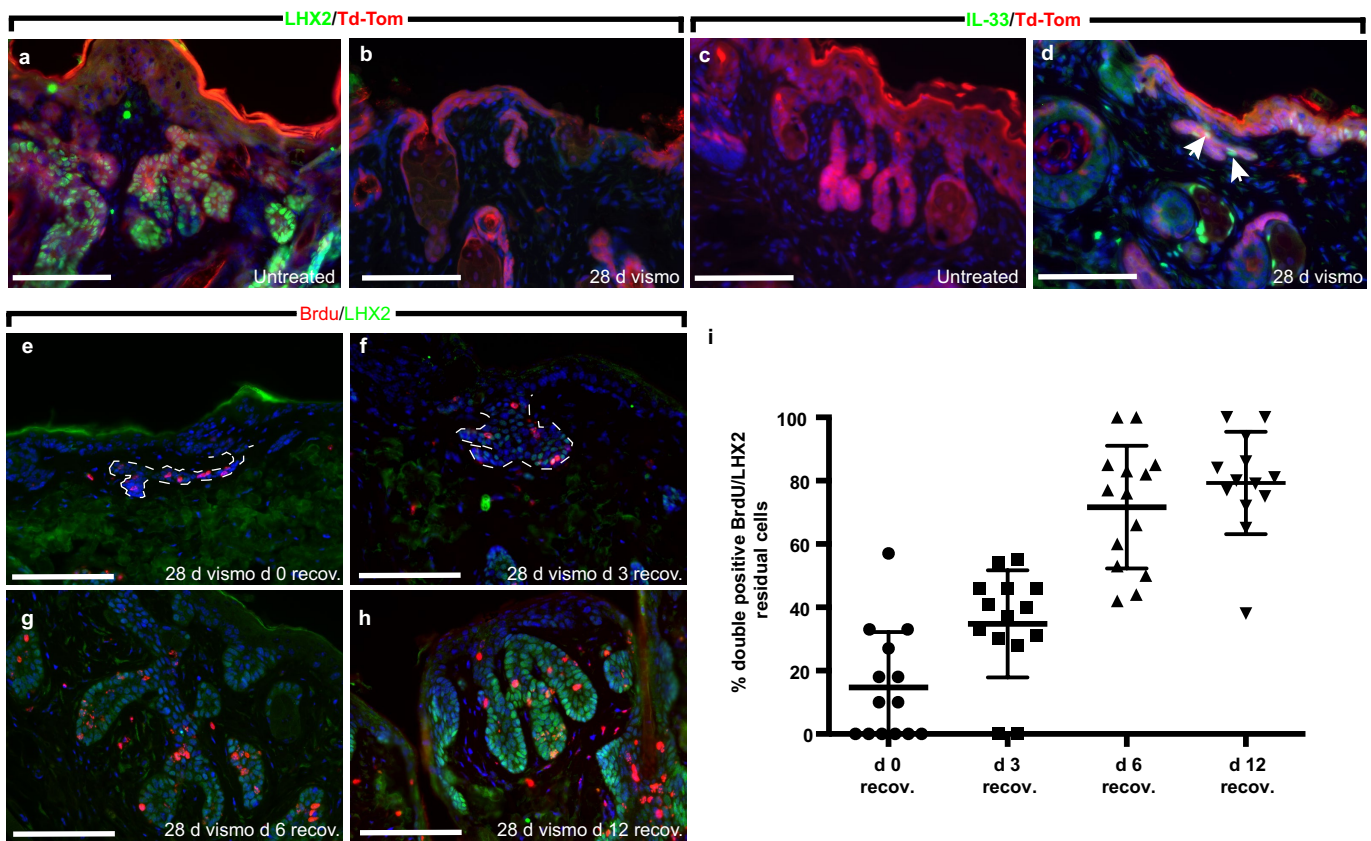 LHX2/Td-Tom
IL-33/Td-Tom
a
Untreated
b
28 d vismo
c
Untreated
d
28 d vismo
Brdu/LHX2
e
28 d vismo d 0 recov.
f
28 d vismo d 3 recov.
g
28 d vismo d 6 recov.
h
28 d vismo d 12 recov.
i
% double positive BrdU/LHX2
residual cells
100
80
60
40
20
0
d 0
recov.
d 3
recov.
d 6
recov.
d 12
recov.